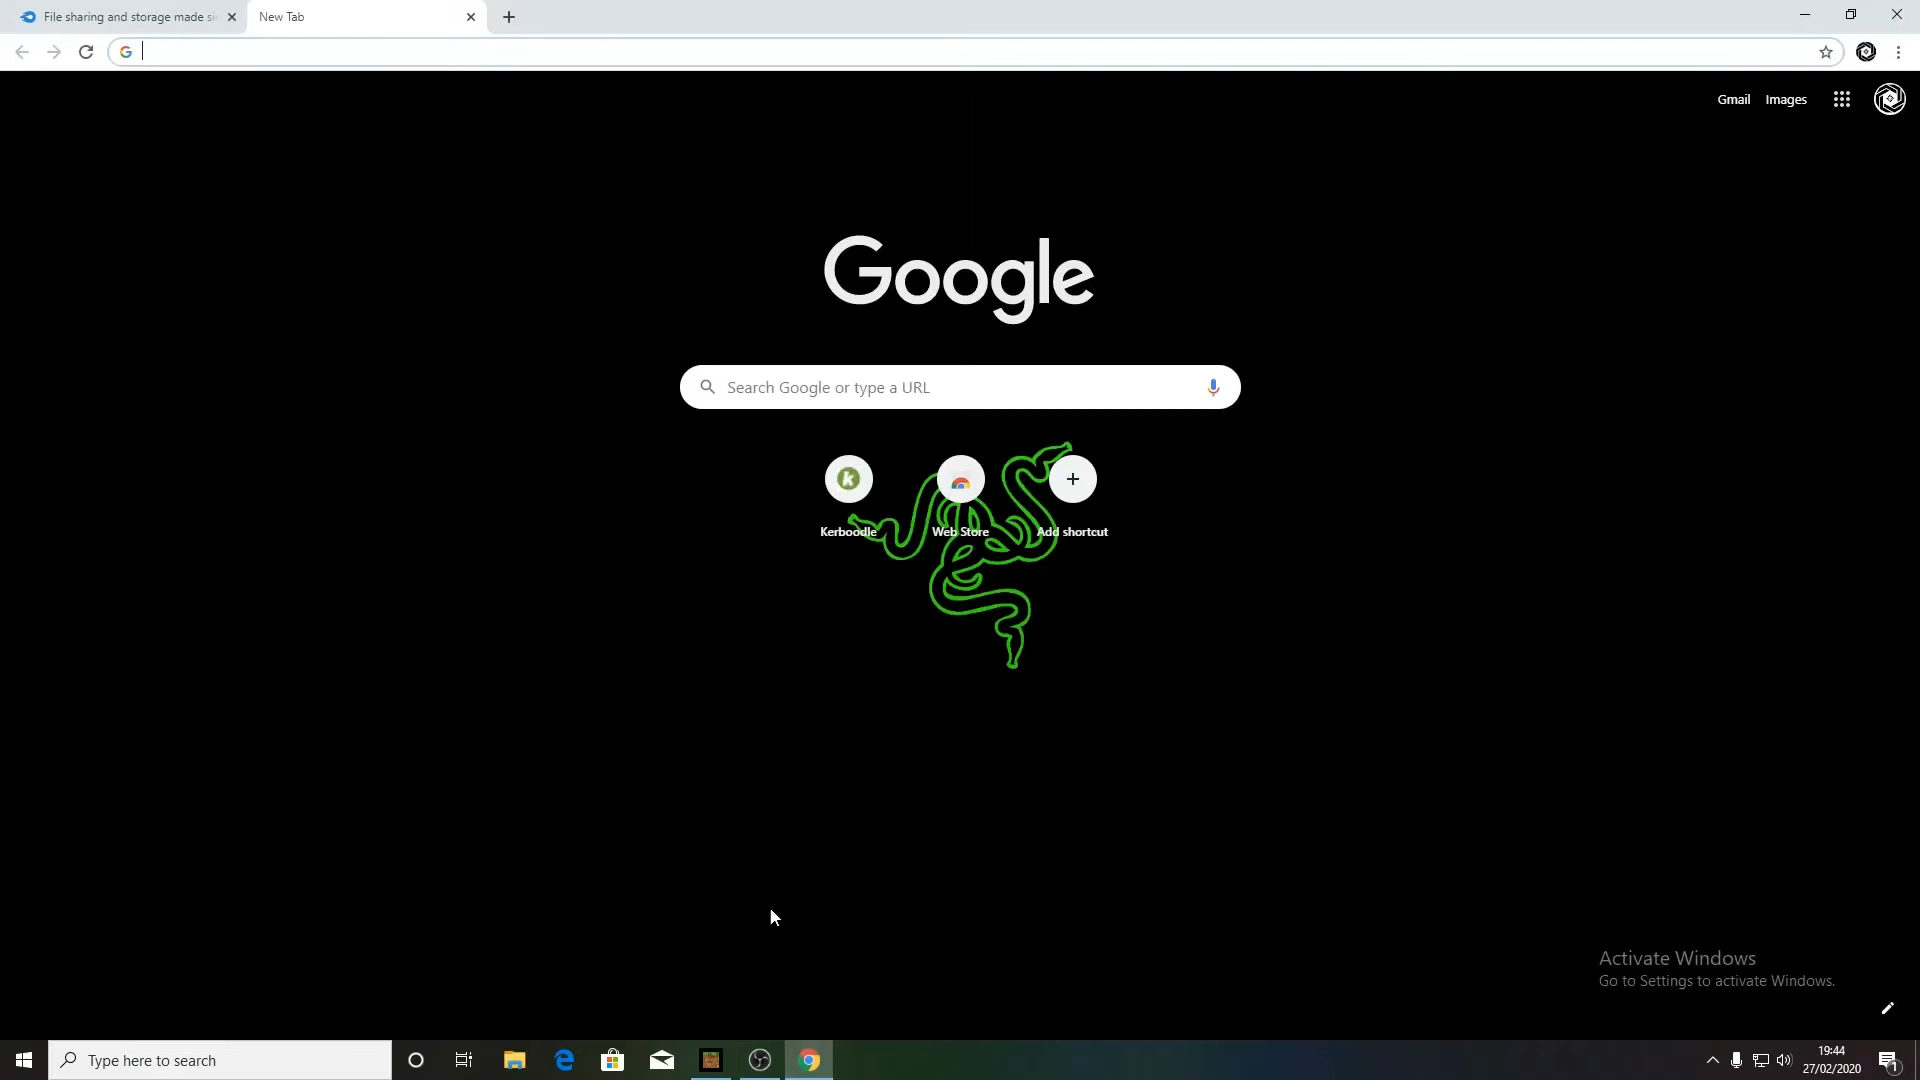 File sharing and storage made si
New Tab
Gmail
Images
Google
Search Google or type a URL
Kerboodle
Web Store
Add shortcut
Activate Windows
Go to Settings to activate Windows.
Type here to search
19:44
27/02/2020
1